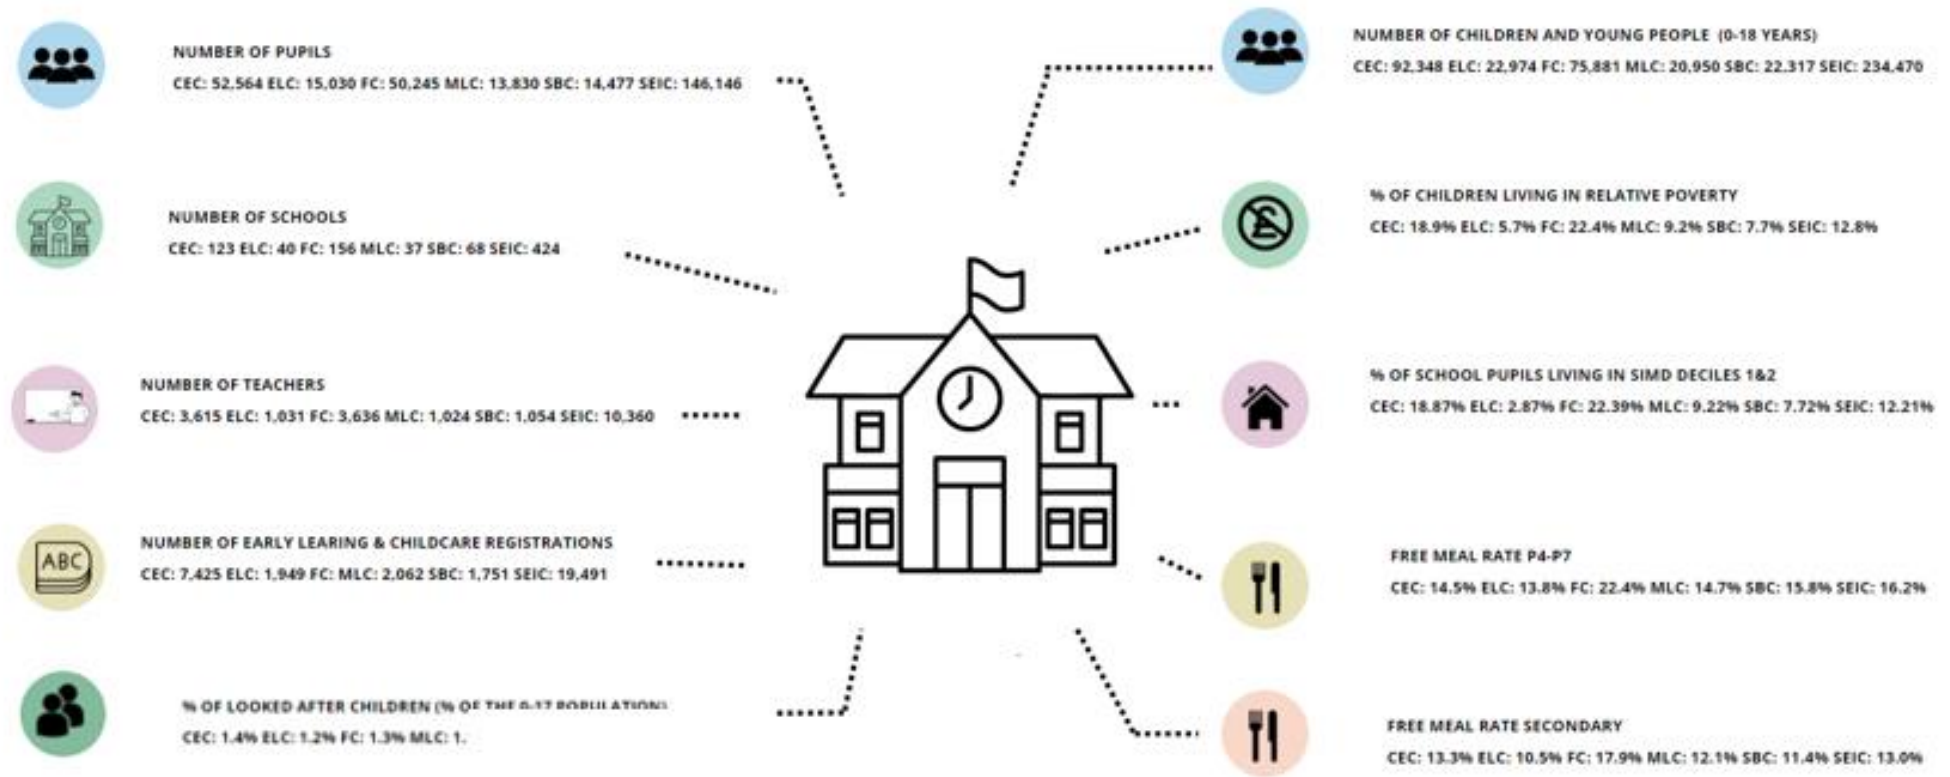 NUMBER OF PUPILS
CEC: 52,564 ELC: 15,030 FC: 50,245 MLC: 13,830 SBC: 14,477 SEIC: 146,146
NUMBER OF SCHOOLS
CEC: 123 ELC: 40 FC: 156 MLC: 37 SBC: 68 SEIC: 424
NUMBER OF TEACHERS
CEC: 3,615 ELC: 1,031 FC: 3,636 MLC: 1,024 SBC: 1,054 SEIC: 10,360
ABC
NUMBER OF EARLY LEARING & CHILDCARE REGISTRATIONS
CEC: 7,425 ELC: 1,949 FC: MLC: 2,062 SBC: 1,751 SEIC: 19,491
% OF LOOKED AFTER CHILDREN (% OF THE 0-17 POPULATION)
CEC: 1.4% ELC: 1.2% FC: 1.3% MLC: 1.
NUMBER OF CHILDREN AND YOUNG PEOPLE (0-18 YEARS)
CEC: 92,348 ELC: 22,974 FC: 75,881 MLC: 20,950 SBC: 22,317 SEIC: 234,470
£
% OF CHILDREN LIVING IN RELATIVE POVERTY
CEC: 18.9% ELC: 5.7% FC: 22.4% MLC: 9.2% SBC: 7.7% SEIC: 12.8%
% OF SCHOOL PUPILS LIVING IN SIMD DECILES 1&2
CEC: 18.87% ELC: 2.87% FC: 22.39% MLC: 9.22% SBC: 7.72% SEIC: 12.21%
FREE MEAL RATE P4-P7
CEC: 14.5% ELC: 13.8% FC: 22.4% MLC: 14.7% SBC: 15.8% SEIC: 16.2%
FREE MEAL RATE SECONDARY
CEC: 13.3% ELC: 10.5% FC: 17.9% MLC: 12.1% SBC: 11.4% SEIC: 13.0%